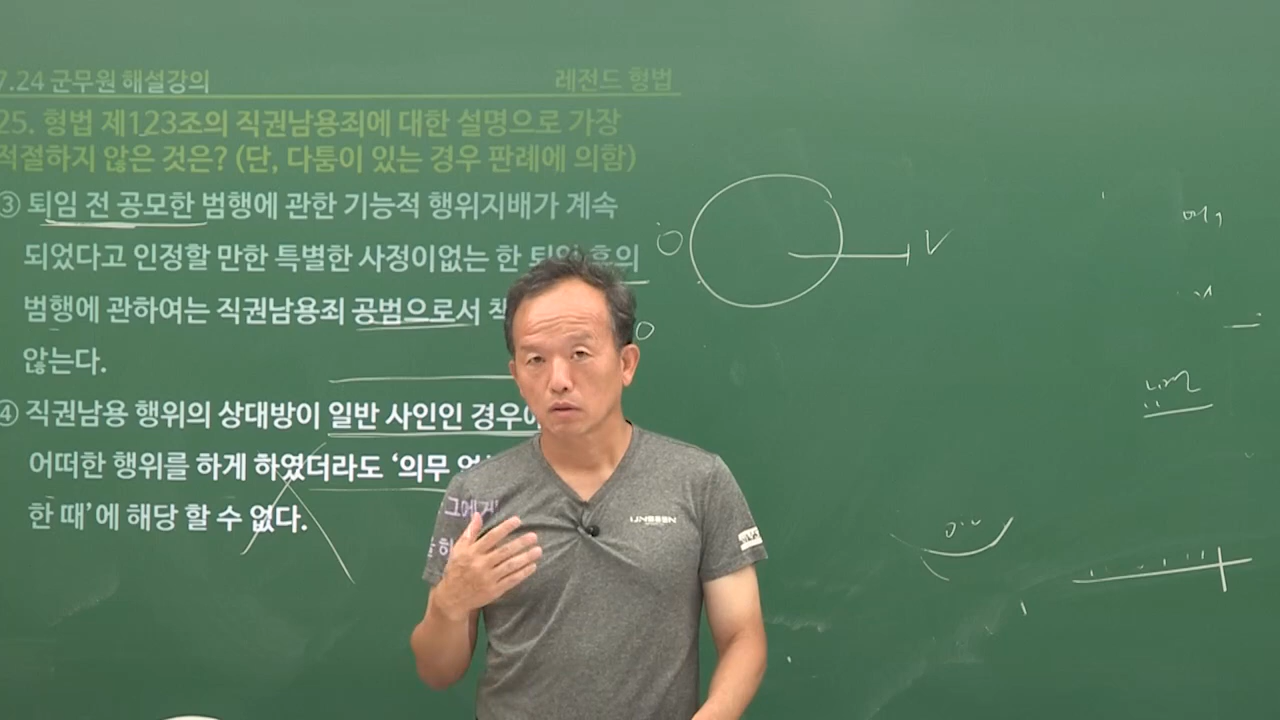 7.24 군무원 해설강의 레전드 형법
25. 형법 제123조의 직권남용죄에 대한 설명으로 가장
적절하지 않은 것은? (단, 다툼이 있는 경우 판례에 의함)
③ 퇴임 전 공모한 범행에 관한 기능적 행위지배가 계속
되었다고 인정할 만한 특별한 사정이없는 한 퇴임 후의
범행에 관하여는 직권남용죄 공범으로서
않는다.
④ 직권남용 행위의 상대방이 일반 사인인 경우
어떠한 행위를 하게 하였더라도 ‘의무
한 때’에 해당 할 수 없다.
그에게
V